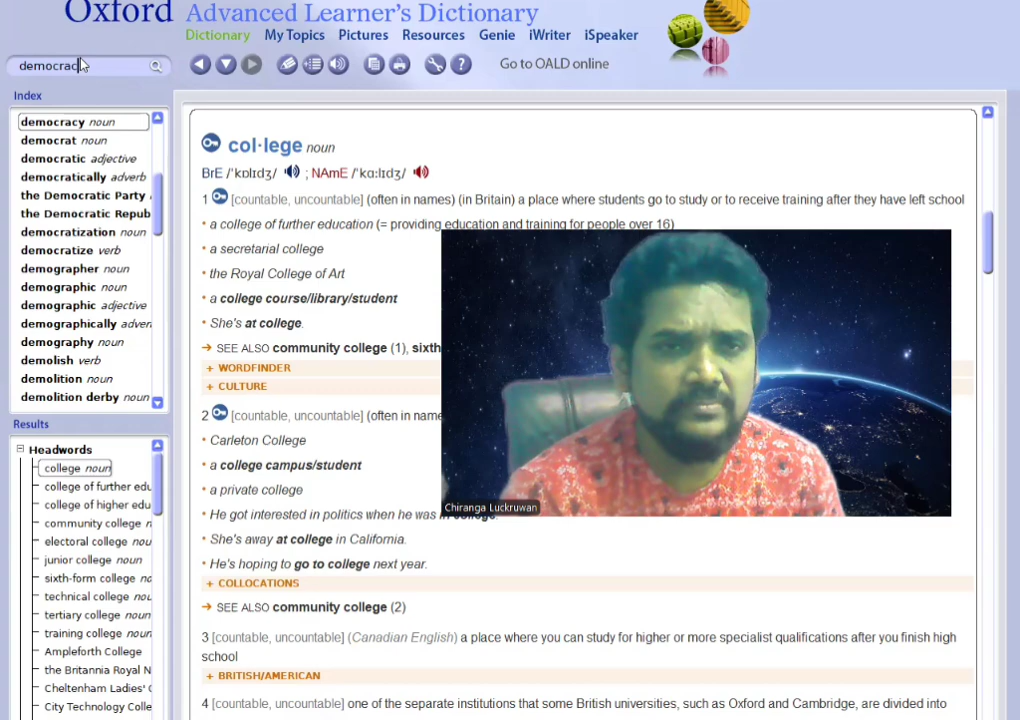 Oxford Advanced Learner's Dictionary
Dictionary My Topics Pictures Resources Genie iWriter iSpeaker
democrac
Go to OALD online
Index
democracy noun
democrat noun
democratic adjective
democratically adverb
the Democratic Party
the Democratic Repub
democratization noun
democratize verb
demographer noun
demographic noun
demographic adjective
demographically adver
demography noun
demolish verb
demolition noun
demolition derby noun
Results
Headwords
college noun
college of further edu
college of higher edu
community college n
electoral college nou
junior college noun
sixth-form college no
technical college nou
tertiary college noun
training college noun
Ampleforth College
the Britannia Royal N
Cheltenham Ladies' C
City Technology Colle
col·lege noun
BrE /ˈkɒlɪdʒ/ ; NAmE /ˈkɑːlɪdʒ/
1 [countable, uncountable] (often in names) (in Britain) a place where students go to study or to receive training after they have left school
• a college of further education (= providing education and training for people over 16)
• a secretarial college
• the Royal College of Art
• a college course/library/student
• She's at college.
→ SEE ALSO community college (1), sixth
+ WORDFINDER
+ CULTURE
2 [countable, uncountable] (often in name
• Carleton College
• a college campus/student
• a private college
• He got interested in politics when he was in college.
• She's away at college in California.
• He's hoping to go to college next year.
+ COLLOCATIONS
→ SEE ALSO community college (2)
3 [countable, uncountable] (Canadian English) a place where you can study for higher or more specialist qualifications after you finish high
school
+ BRITISH/AMERICAN
4 [countable, uncountable] one of the separate institutions that some British universities, such as Oxford and Cambridge, are divided into
Chiranga Luckruwan